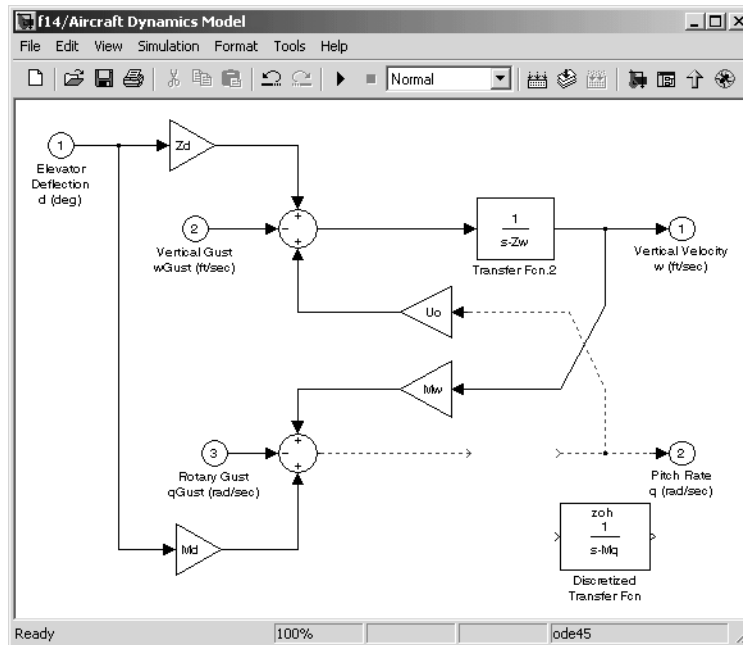 f14/Aircraft Dynamics Model
File Edit View Simulation Format Tools Help
Normal
1
Elevator
Deflection
d (deg)
Zd
2
Vertical Gust
wGust (ft/sec)
+
-
+
1
s-Zw
Transfer Fcn.2
1
Vertical Velocity
w (ft/sec)
Uo
Mw
3
Rotary Gust
qGust (rad/sec)
+
-
+
2
Pitch Rate
q (rad/sec)
Md
zoh
1
s-Mq
Discretized
Transfer Fcn
Ready 100% ode45